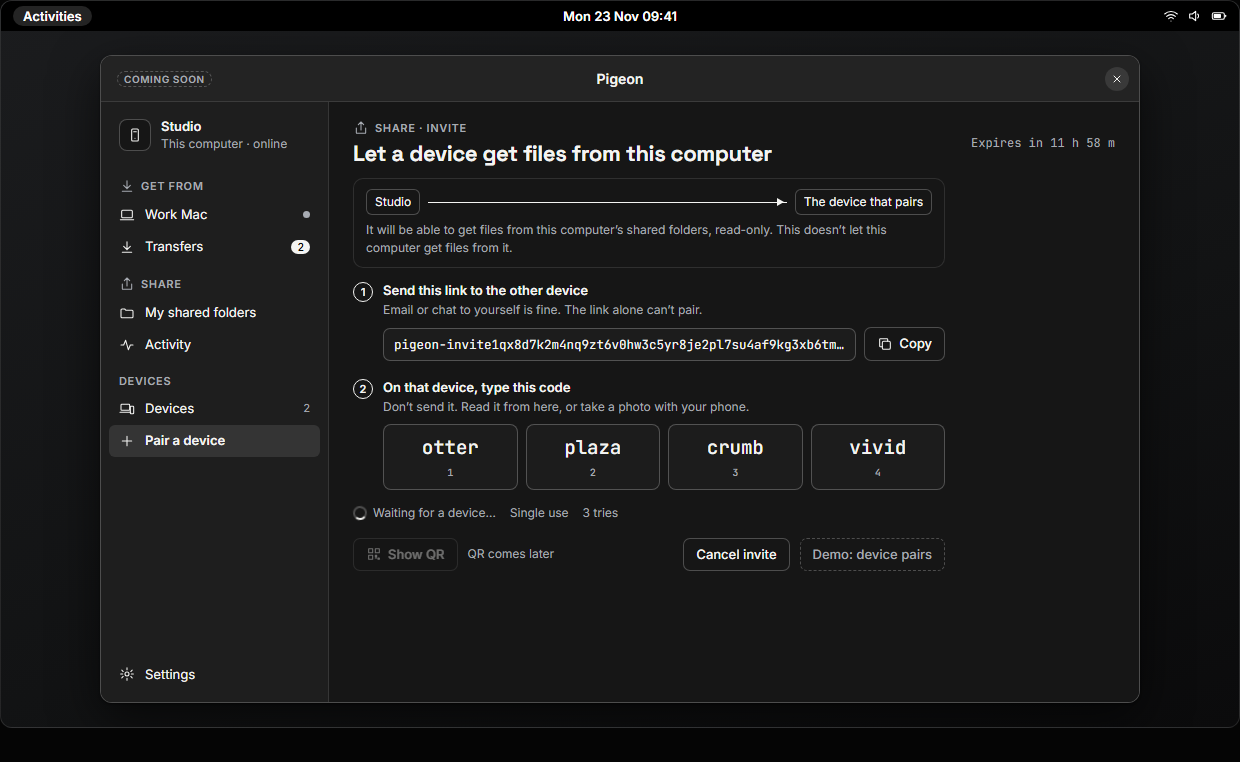 Activities
Mon 23 Nov 09:41
COMING SOON
Pigeon
Studio
This computer · online
GET FROM
Work Mac
Transfers
2
SHARE
My shared folders
Activity
DEVICES
Devices
2
Pair a device
Settings
SHARE · INVITE
Let a device get files from this computer
Expires in 11 h 58 m
Studio
The device that pairs
It will be able to get files from this computer’s shared folders, read-only. This doesn’t let this
computer get files from it.
1
Send this link to the other device
Email or chat to yourself is fine. The link alone can’t pair.
pigeon-invite1qx8d7k2m4nq9zt6v0hw3c5yr8je2pl7su4af9kg3xb6tm…
Copy
2
On that device, type this code
Don’t send it. Read it from here, or take a photo with your phone.
otter
1
plaza
2
crumb
3
vivid
4
Waiting for a device…
Single use
3 tries
Show QR
QR comes later
Cancel invite
Demo: device pairs